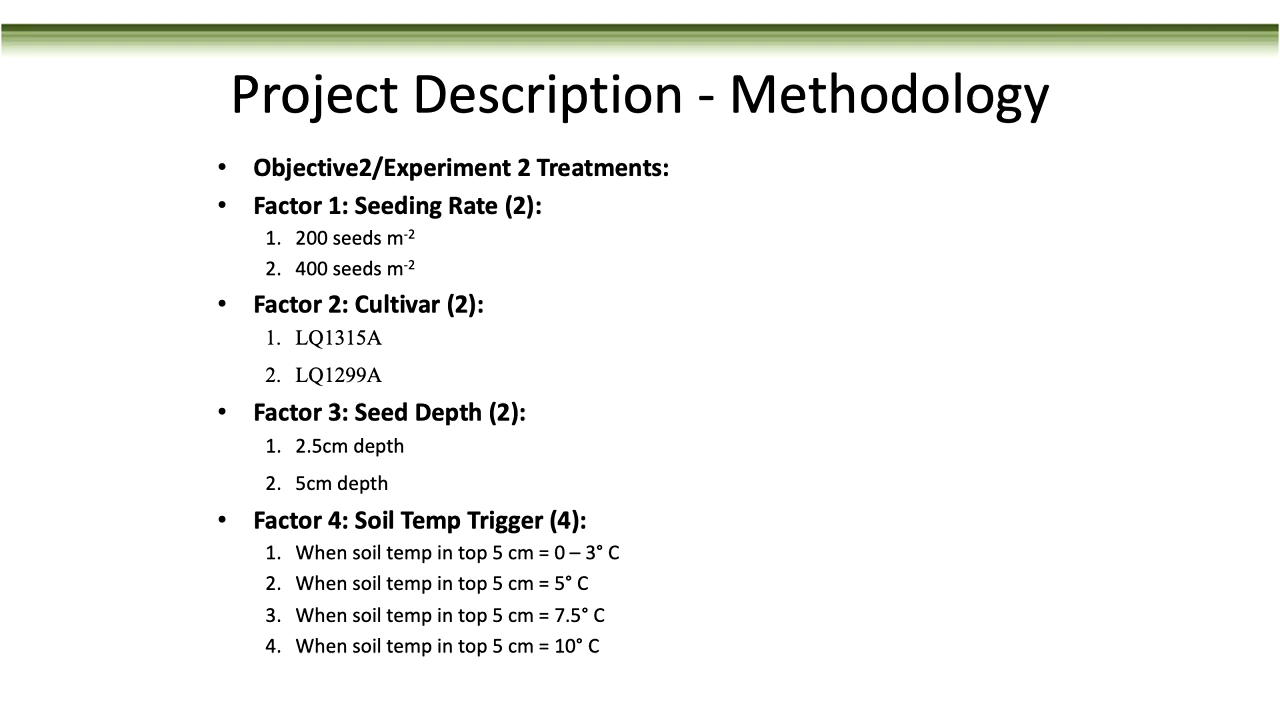 Project Description - Methodology
• Objective2/Experiment 2 Treatments:
• Factor 1: Seeding Rate (2):
1. 200 seeds m⁻²
2. 400 seeds m⁻²
• Factor 2: Cultivar (2):
1. LQ1315A
2. LQ1299A
• Factor 3: Seed Depth (2):
1. 2.5cm depth
2. 5cm depth
• Factor 4: Soil Temp Trigger (4):
1. When soil temp in top 5 cm = 0 – 3° C
2. When soil temp in top 5 cm = 5° C
3. When soil temp in top 5 cm = 7.5° C
4. When soil temp in top 5 cm = 10° C